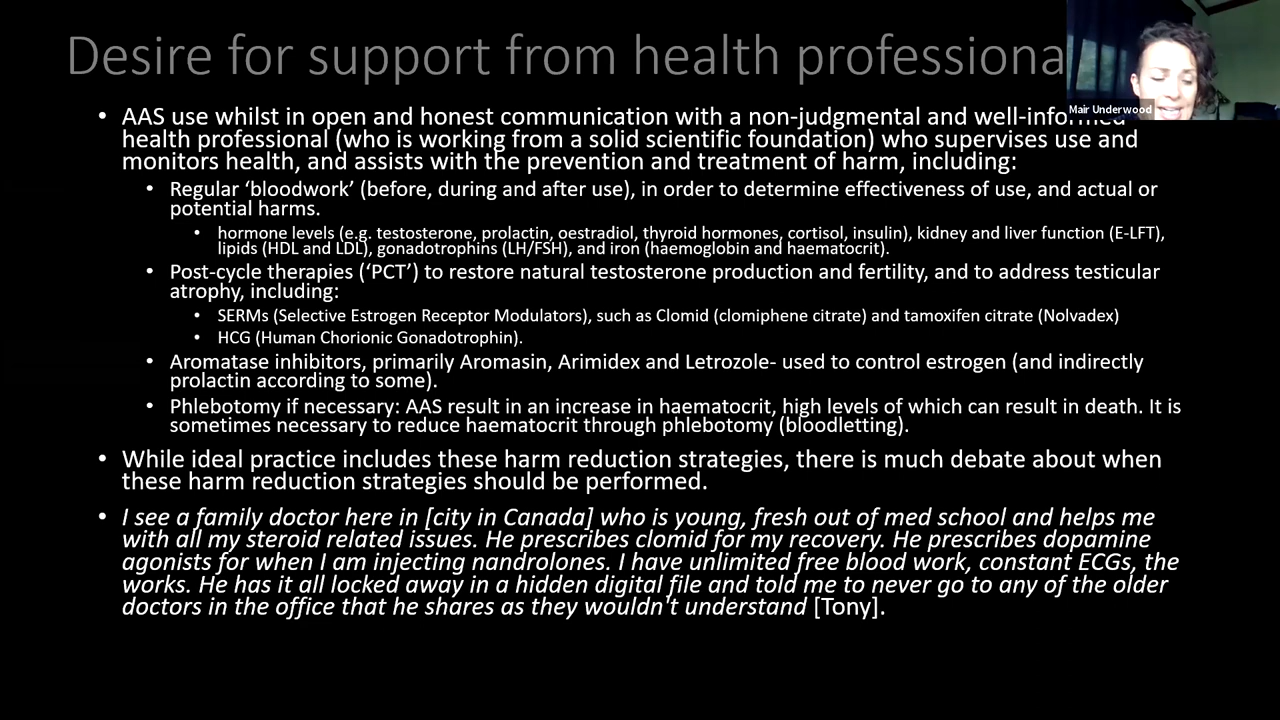 Desire for support from health professiona
Mair Underwood
• AAS use whilst in open and honest communication with a non-judgmental and well-informed
health professional (who is working from a solid scientific foundation) who supervises use and
monitors health, and assists with the prevention and treatment of harm, including:
• Regular ‘bloodwork’ (before, during and after use), in order to determine effectiveness of use, and actual or
potential harms.
• hormone levels (e.g. testosterone, prolactin, oestradiol, thyroid hormones, cortisol, insulin), kidney and liver function (E-LFT),
lipids (HDL and LDL), gonadotrophins (LH/FSH), and iron (haemoglobin and haematocrit).
• Post-cycle therapies (‘PCT’) to restore natural testosterone production and fertility, and to address testicular
atrophy, including:
• SERMs (Selective Estrogen Receptor Modulators), such as Clomid (clomiphene citrate) and tamoxifen citrate (Nolvadex)
• HCG (Human Chorionic Gonadotrophin).
• Aromatase inhibitors, primarily Aromasin, Arimidex and Letrozole- used to control estrogen (and indirectly
prolactin according to some).
• Phlebotomy if necessary: AAS result in an increase in haematocrit, high levels of which can result in death. It is
sometimes necessary to reduce haematocrit through phlebotomy (bloodletting).
• While ideal practice includes these harm reduction strategies, there is much debate about when
these harm reduction strategies should be performed.
• I see a family doctor here in [city in Canada] who is young, fresh out of med school and helps me
with all my steroid related issues. He prescribes clomid for my recovery. He prescribes dopamine
agonists for when I am injecting nandrolones. I have unlimited free blood work, constant ECGs, the
works. He has it all locked away in a hidden digital file and told me to never go to any of the older
doctors in the office that he shares as they wouldn't understand [Tony].